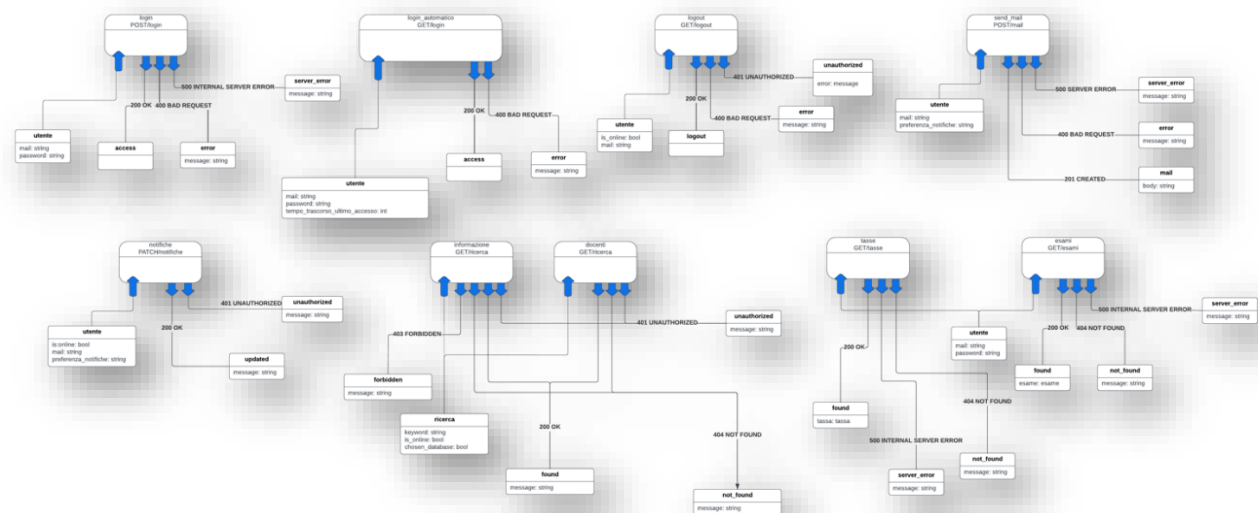 login
POST/login
500 INTERNAL SERVER ERROR
server_error
message: string
200 OK
400 BAD REQUEST
utente
mail: string
password: string
access
error
message: string
login_automatico
GET/login
200 OK
400 BAD REQUEST
access
error
message: string
utente
mail: string
password: string
tempo_trascorso_ultimo_accesso: int
logout
GET/logout
401 UNAUTHORIZED
unauthorized
error: message
200 OK
400 BAD REQUEST
error
message: string
utente
is_online: bool
mail: string
logout
send_mail
POST/mail
500 SERVER ERROR
server_error
message: string
utente
mail: string
preferenza_notifiche: string
400 BAD REQUEST
error
message: string
201 CREATED
mail
body: string
notifiche
PATCH/notifiche
401 UNAUTHORIZED
unauthorized
message: string
200 OK
utente
is:online: bool
mail: string
preferenza_notifiche: string
updated
message: string
informazione
GET/ricerca
docenti
GET/ricerca
401 UNAUTHORIZED
unauthorized
message: string
403 FORBIDDEN
forbidden
message: string
ricerca
keyword: string
is_online: bool
chosen_database: bool
200 OK
404 NOT FOUND
found
message: string
not_found
message: string
tasse
GET/tasse
esami
GET/esami
500 INTERNAL SERVER ERROR
server_error
message: string
200 OK
404 NOT FOUND
utente
mail: string
password: string
200 OK
found
esame: esame
not_found
message: string
found
tassa: tassa
404 NOT FOUND
500 INTERNAL SERVER ERROR
not_found
message: string
server_error
message: string